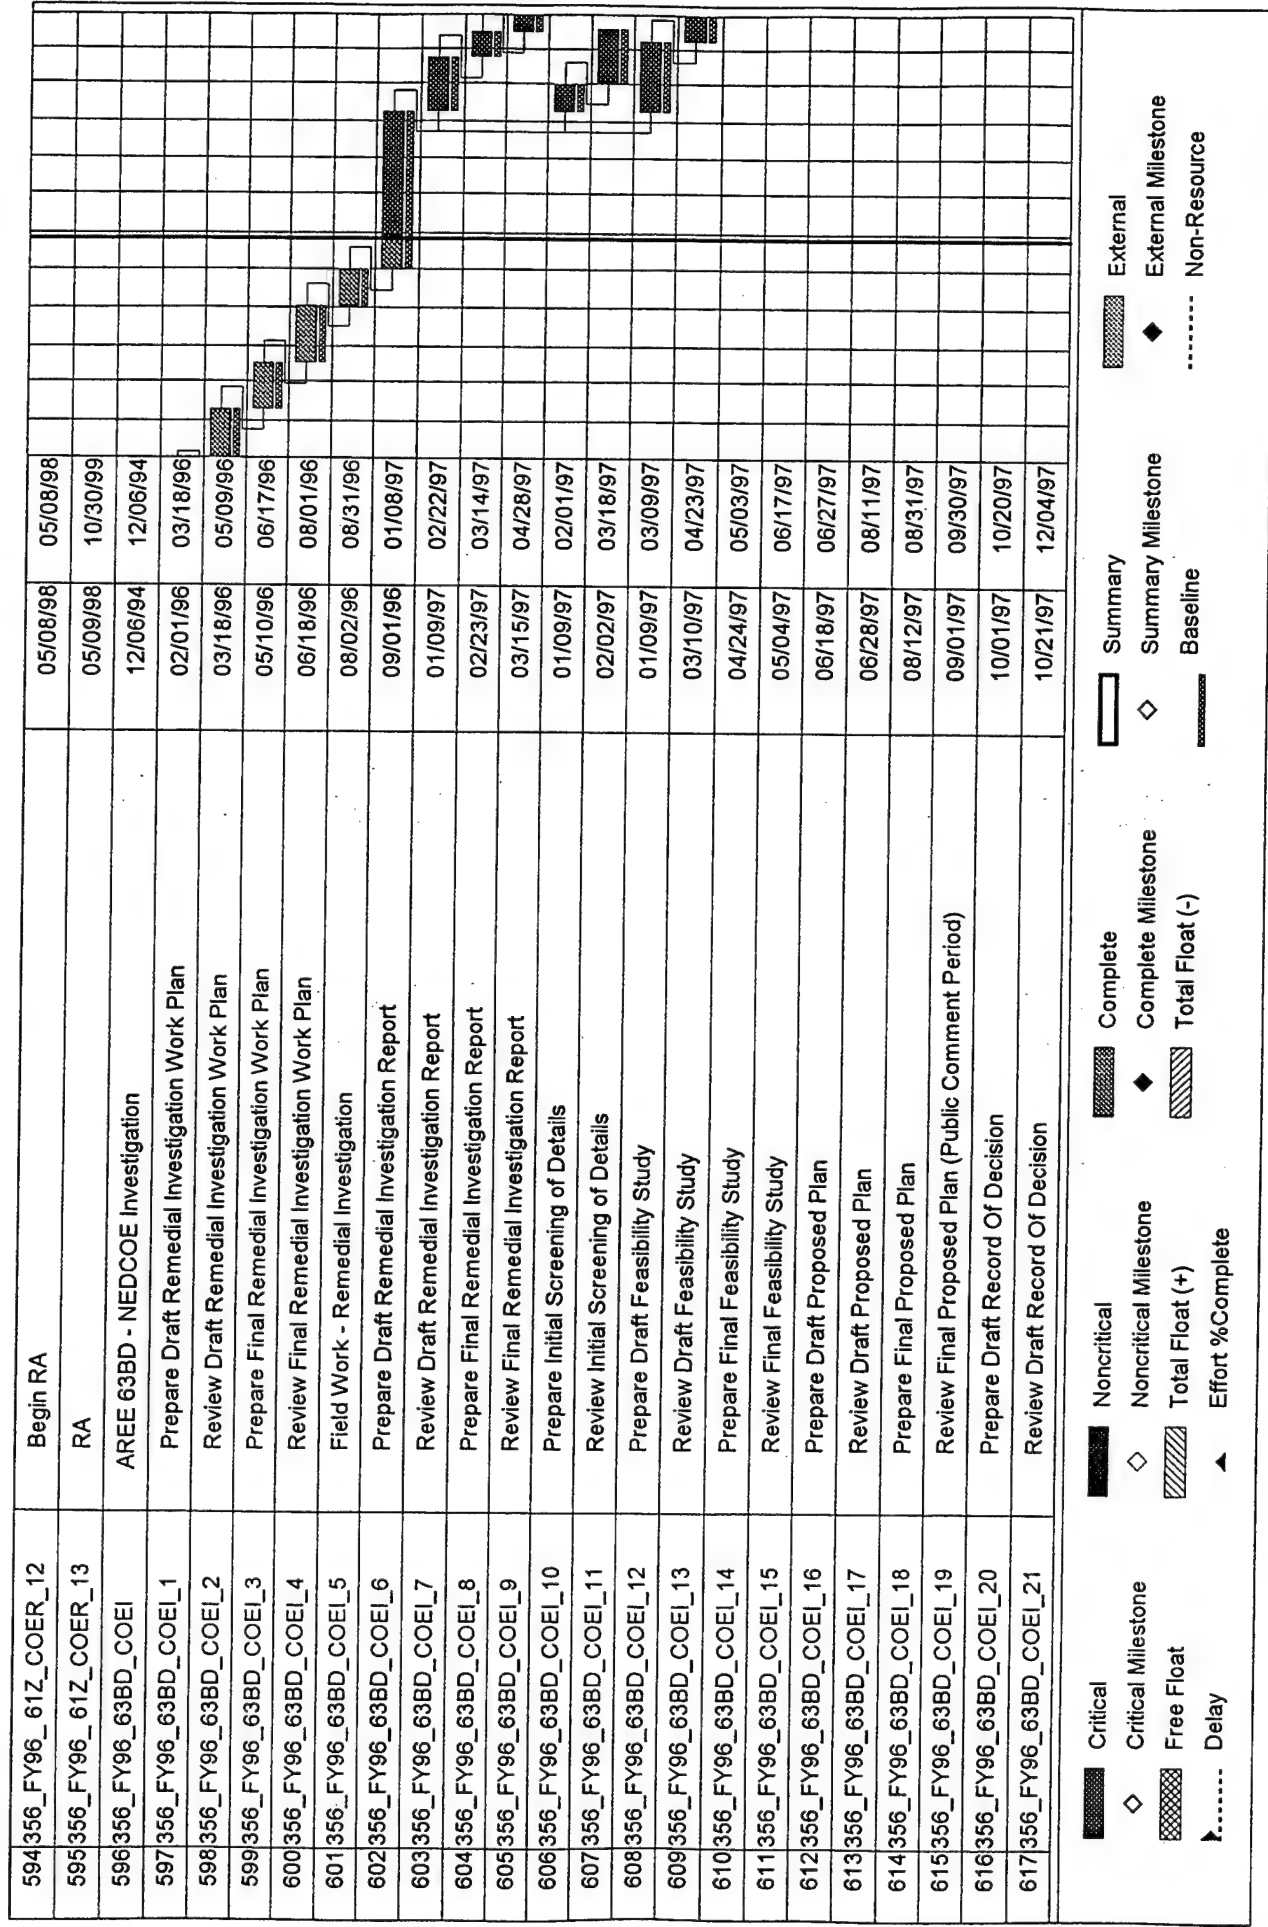 594 356_FY96_ 61Z_COER_12 Begin RA 05/08/98 05/08/98
595 356_FY96_ 61Z_COER_13 RA 05/09/98 10/30/99
596 356_FY96_63BD_COEI AREE 63BD - NEDCOE Investigation 12/06/94 12/06/94
597 356_FY96_63BD_COEI_1 Prepare Draft Remedial Investigation Work Plan 02/01/96 03/18/96
598 356_FY96_63BD_COEI_2 Review Draft Remedial Investigation Work Plan 03/18/96 05/09/96
599 356_FY96_63BD_COEI_3 Prepare Final Remedial Investigation Work Plan 05/10/96 06/17/96
600 356_FY96_63BD_COEI_4 Review Final Remedial Investigation Work Plan 06/18/96 08/01/96
601 356_FY96_63BD_COEI_5 Field Work - Remedial Investigation 08/02/96 08/31/96
602 356_FY96_63BD_COEI_6 Prepare Draft Remedial Investigation Report 09/01/96 01/08/97
603 356_FY96_63BD_COEI_7 Review Draft Remedial Investigation Report 01/09/97 02/22/97
604 356_FY96_63BD_COEI_8 Prepare Final Remedial Investigation Report 02/23/97 03/14/97
605 356_FY96_63BD_COEI_9 Review Final Remedial Investigation Report 03/15/97 04/28/97
606 356_FY96_63BD_COEI_10 Prepare Initial Screening of Details 01/09/97 02/01/97
607 356_FY96_63BD_COEI_11 Review Initial Screening of Details 02/02/97 03/18/97
608 356_FY96_63BD_COEI_12 Prepare Draft Feasibility Study 01/09/97 03/09/97
609 356_FY96_63BD_COEI_13 Review Draft Feasibility Study 03/10/97 04/23/97
610 356_FY96_63BD_COEI_14 Prepare Final Feasibility Study 04/24/97 05/03/97
611 356_FY96_63BD_COEI_15 Review Final Feasibility Study 05/04/97 06/17/97
612 356_FY96_63BD_COEI_16 Prepare Draft Proposed Plan 06/18/97 06/27/97
613 356_FY96_63BD_COEI_17 Review Draft Proposed Plan 06/28/97 08/11/97
614 356_FY96_63BD_COEI_18 Prepare Final Proposed Plan 08/12/97 08/31/97
615 356_FY96_63BD_COEI_19 Review Final Proposed Plan (Public Comment Period) 09/01/97 09/30/97
616 356_FY96_63BD_COEI_20 Prepare Draft Record Of Decision 10/01/97 10/20/97
617 356_FY96_63BD_COEI_21 Review Draft Record Of Decision 10/21/97 12/04/97
Critical Noncritical Complete Summary External
Critical Milestone Noncritical Milestone Complete Milestone Summary Milestone External Milestone
Free Float Total Float (+) Total Float (-) Baseline Non-Resource
Delay Effort %Complete